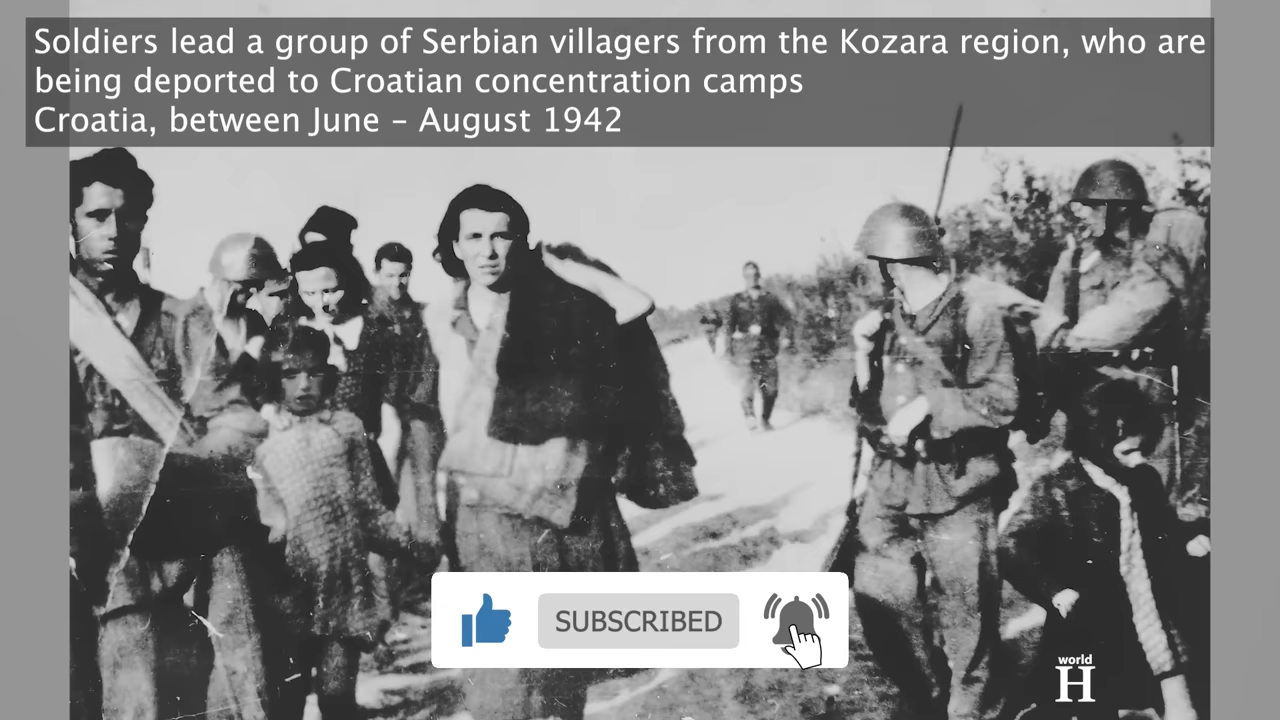 Soldiers lead a group of Serbian villagers from the Kozara region, who are
being deported to Croatian concentration camps
Croatia, between June – August 1942
SUBSCRIBED
world
H